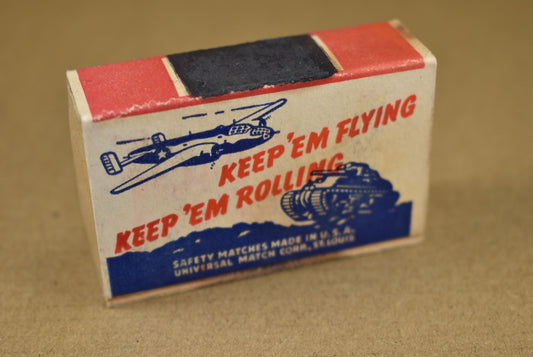 KEEP 'EM FLYING
KEEP 'EM ROLLING
SAFETY MATCHES MADE IN U.S.A.
UNIVERSAL MATCH CORP., ST. LOUIS